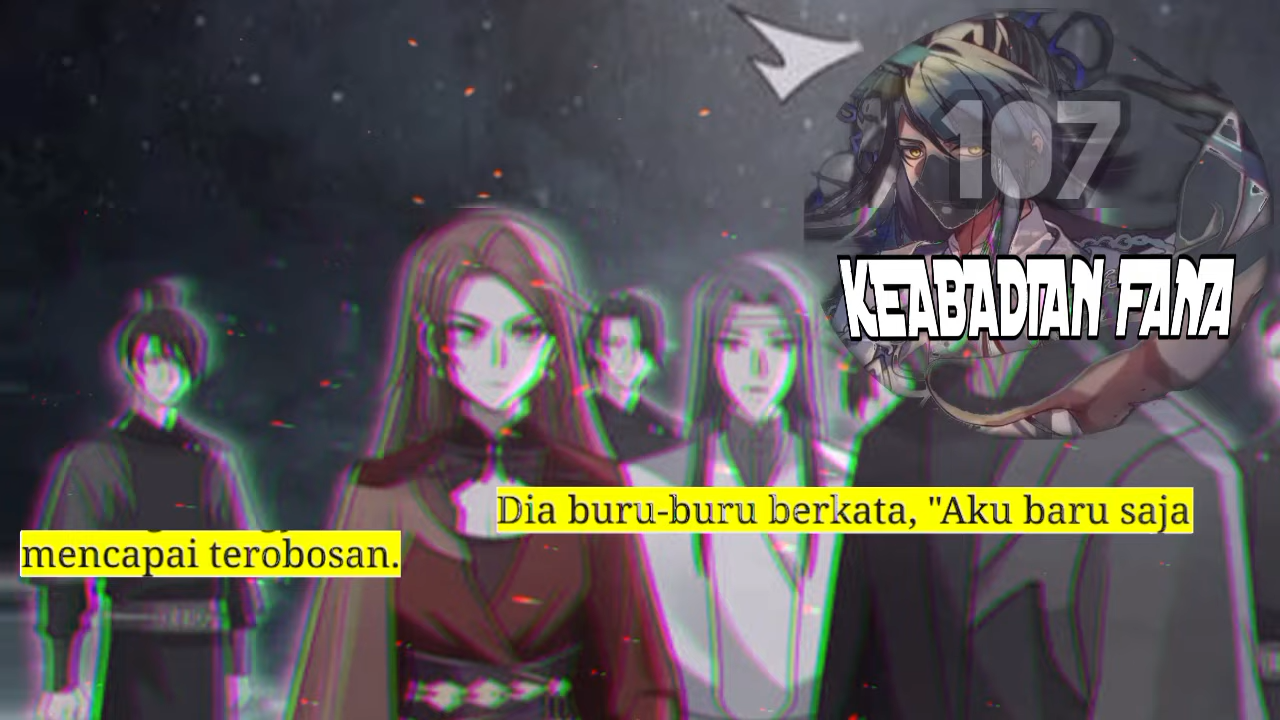 107
KEABADIAN FANA
Dia buru-buru berkata, "Aku baru saja
mencapai terobosan.